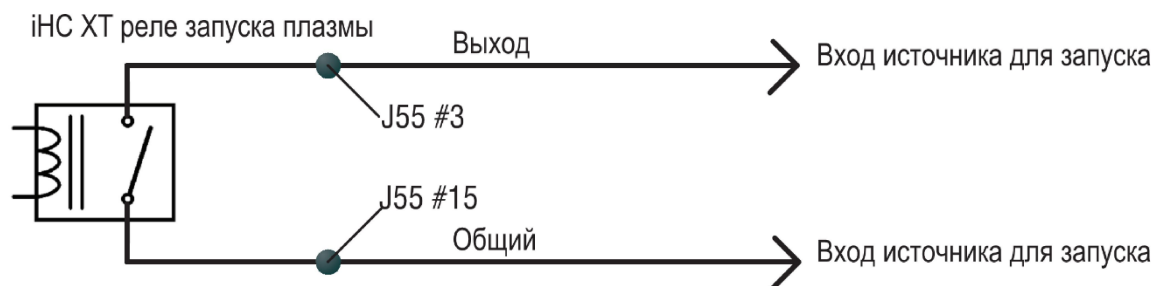 iHC XT реле запуска плазмы
Выход
Вход источника для запуска
J55 #3
J55 #15
Общий
Вход источника для запуска